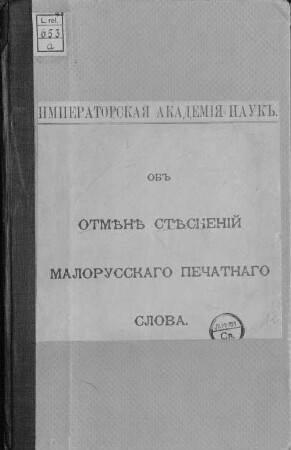 L. rel.
653
a
ИМПЕРАТОРСКАЯ АКАДЕМІЯ НАУКЪ.
ОБЪ
ОТМѢНѢ СТѢСНЕНІЙ
МАЛОРУССКАГО ПЕЧАТНАГО
СЛОВА.